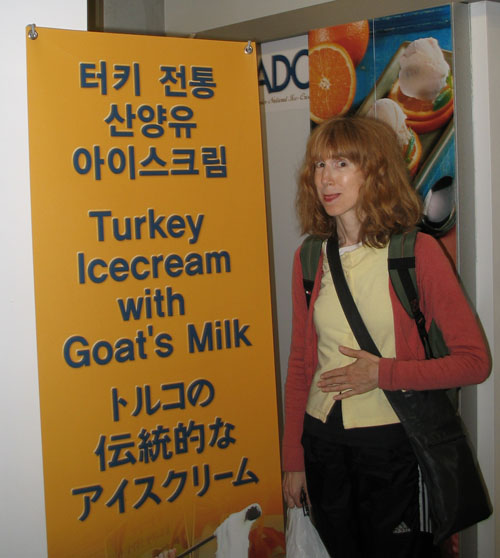 터키 전통
산양유
아이스크림
Turkey
Icecream
with
Goat's Milk
トルコの
伝統的な
アイスクリーム
ADO